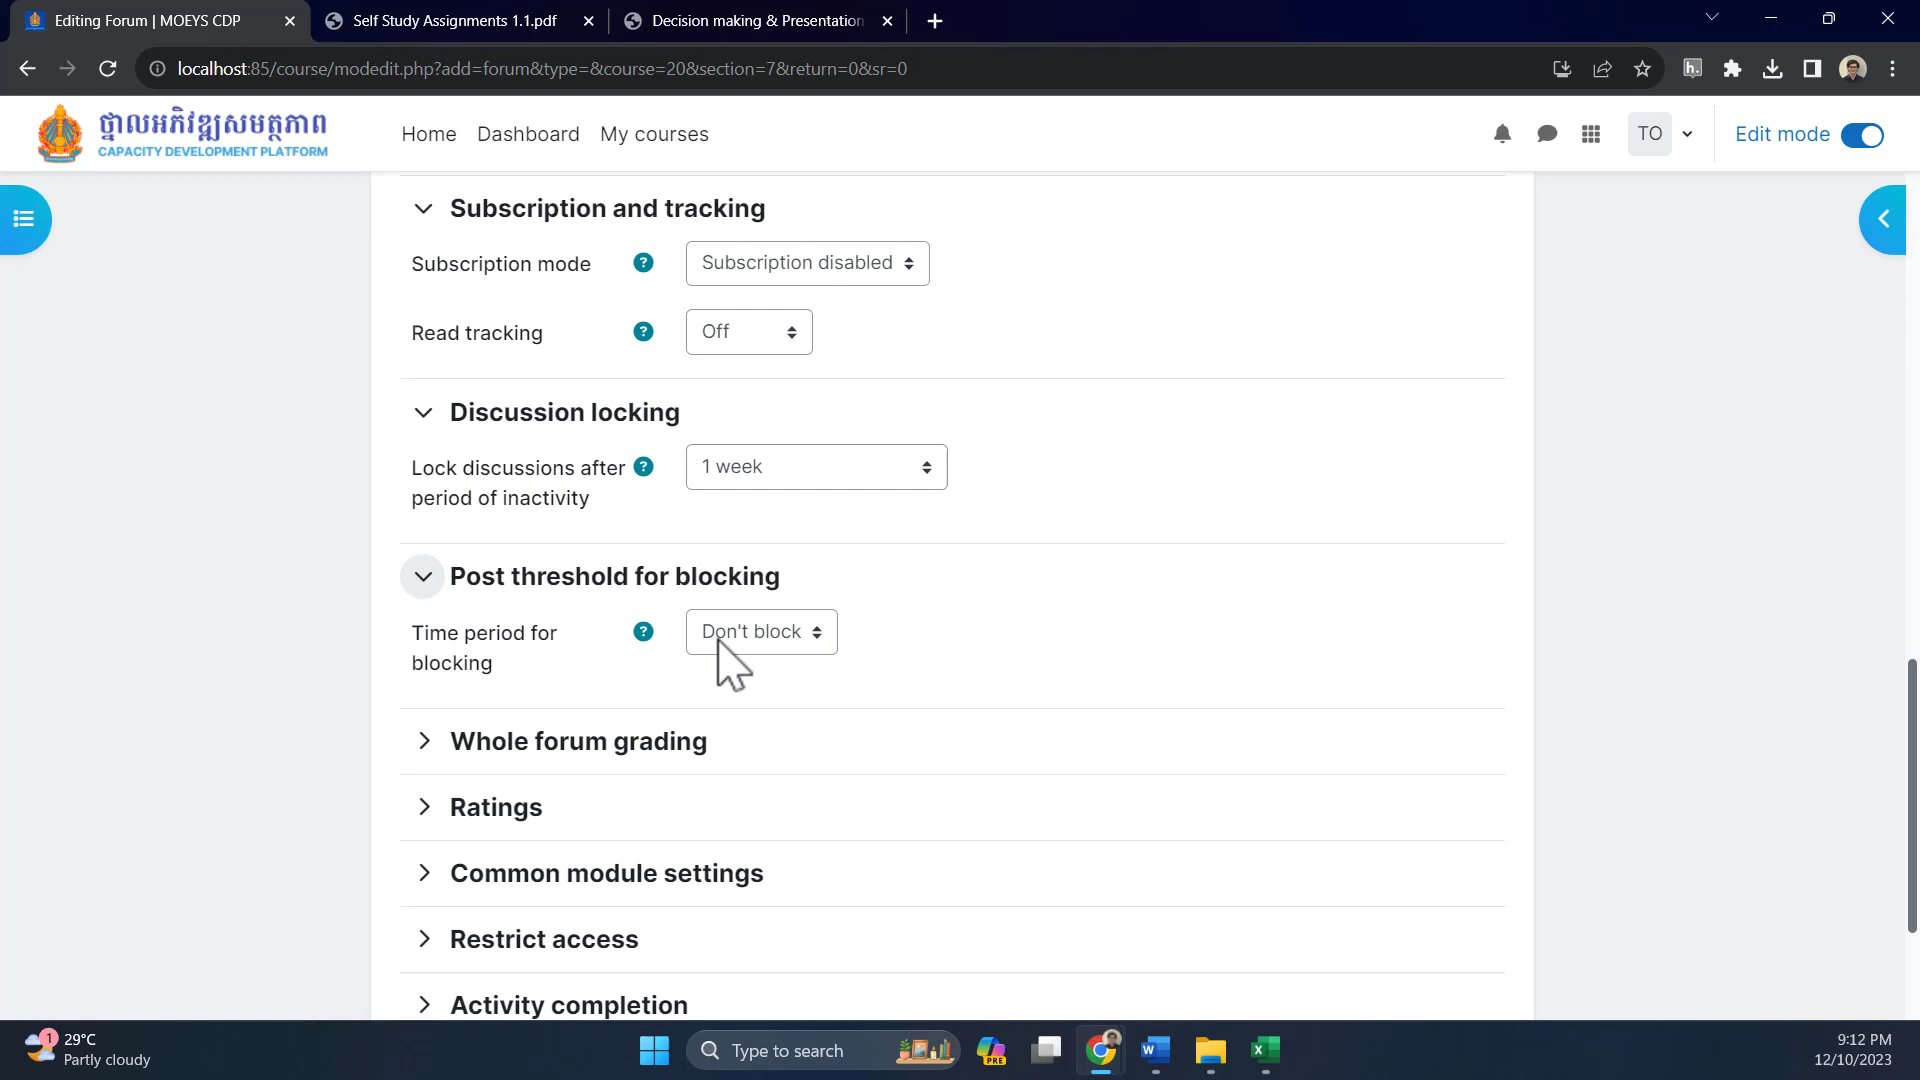 Editing Forum | MOEYS CDP
Self Study Assignments 1.1.pdf
Decision making & Presentation
localhost:85/course/modedit.php?add=forum&type=&course=20&section=7&return=0&sr=0
h.
ថ្នាលអភិវឌ្ឍសមត្ថភាព
CAPACITY DEVELOPMENT PLATFORM
Home
Dashboard
My courses
TO
Edit mode
Subscription and tracking
Subscription mode
?
Subscription disabled
Read tracking
?
Off
Discussion locking
Lock discussions after
period of inactivity
?
1 week
Post threshold for blocking
Time period for
blocking
?
Don't block
Whole forum grading
Ratings
Common module settings
Restrict access
Activity completion
1
29°C
Partly cloudy
Type to search
PRE
W
X
9:12 PM
12/10/2023